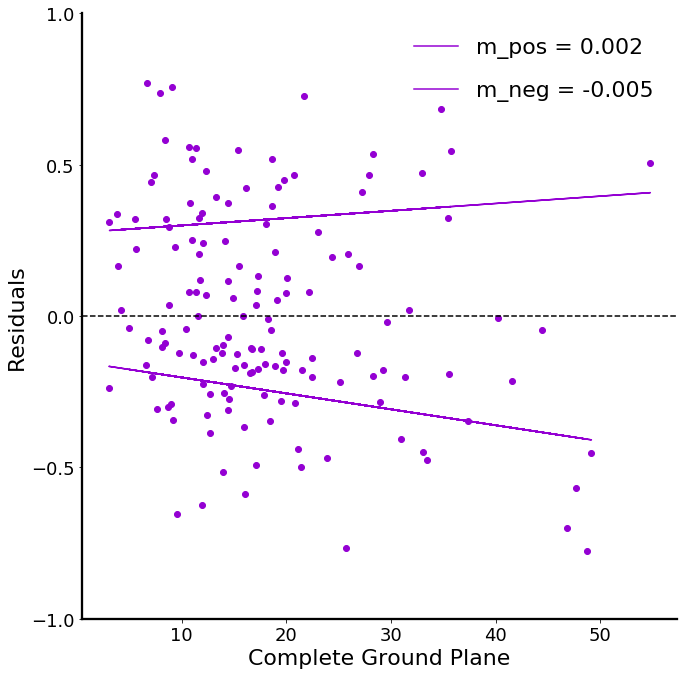 1.0
m_pos = 0.002
m_neg = -0.005
0.5
0.0
−0.5
−1.0
Residuals
10 20 30 40 50
Complete Ground Plane